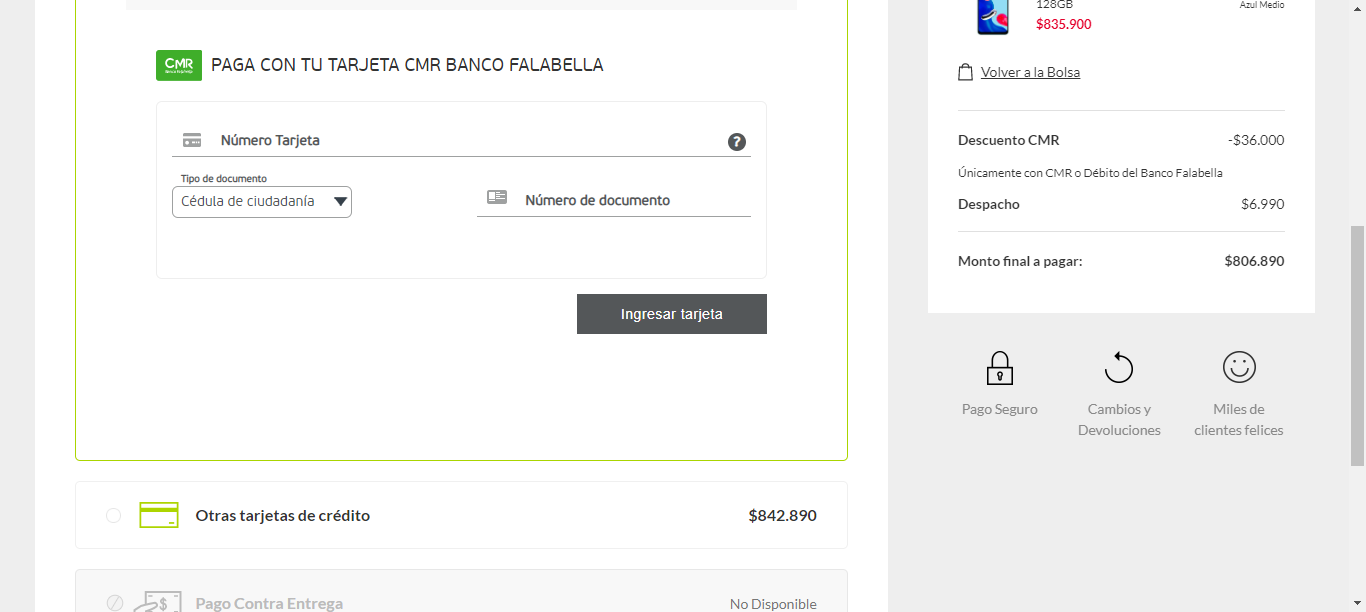 CMR
PAGA CON TU TARJETA CMR BANCO FALABELLA
Número Tarjeta
?
Tipo de documento
Cédula de ciudadanía
Número de documento
Ingresar tarjeta
Otras tarjetas de crédito
$842.890
Pago Contra Entrega
No Disponible
128GB
Azul Medio
$835.900
Volver a la Bolsa
Descuento CMR
-$36.000
Únicamente con CMR o Débito del Banco Falabella
Despacho
$6.990
Monto final a pagar:
$806.890
Pago Seguro
Cambios y
Devoluciones
Miles de
clientes felices